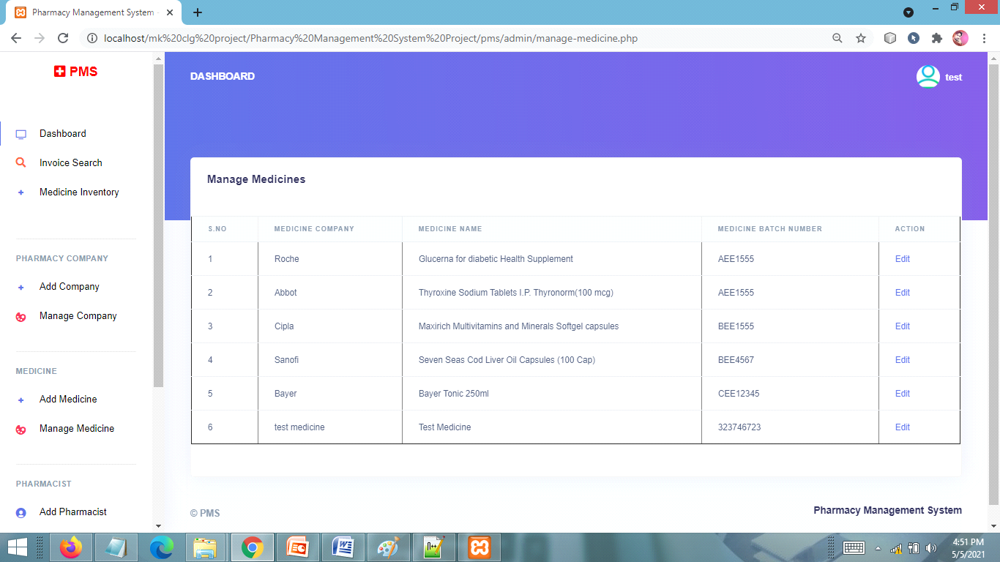 Pharmacy Management System -
localhost/mk%20clg%20project/Pharmacy%20Management%20System%20Project/pms/admin/manage-medicine.php
PMS
DASHBOARD
test
Dashboard
Invoice Search
Medicine Inventory
PHARMACY COMPANY
Add Company
Manage Company
MEDICINE
Add Medicine
Manage Medicine
PHARMACIST
Add Pharmacist
Manage Medicines
S.NO MEDICINE COMPANY MEDICINE NAME MEDICINE BATCH NUMBER ACTION
1 Roche Glucerna for diabetic Health Supplement AEE1555 Edit
2 Abbot Thyroxine Sodium Tablets I.P. Thyronorm(100 mcg) AEE1555 Edit
3 Cipla Maxirich Multivitamins and Minerals Softgel capsules BEE1555 Edit
4 Sanofi Seven Seas Cod Liver Oil Capsules (100 Cap) BEE4567 Edit
5 Bayer Bayer Tonic 250ml CEE12345 Edit
6 test medicine Test Medicine 323746723 Edit
© PMS
Pharmacy Management System
4:51 PM
5/5/2021